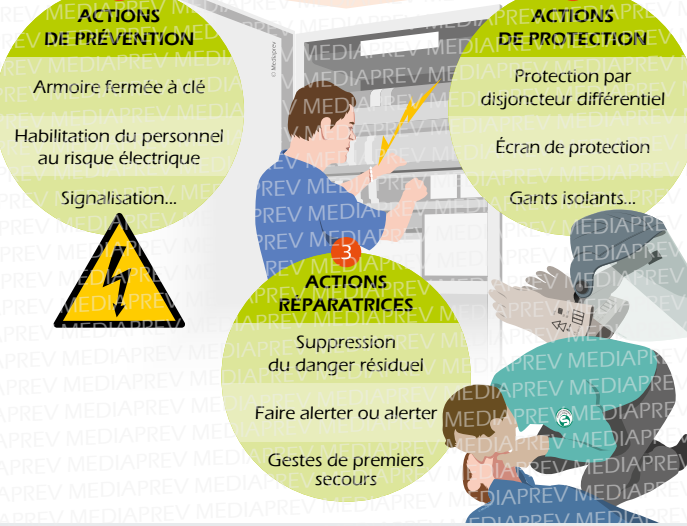 ACTIONS
DE PRÉVENTION
Armoire fermée à clé
Habilitation du personnel
au risque électrique
Signalisation...
ACTIONS
DE PROTECTION
Protection par
disjoncteur différentiel
Écran de protection
Gants isolants...
© Mediaprev
3
ACTIONS
RÉPARATRICES
Suppression
du danger résiduel
Faire alerter ou alerter
Gestes de premiers
secours
MEDIAPREV